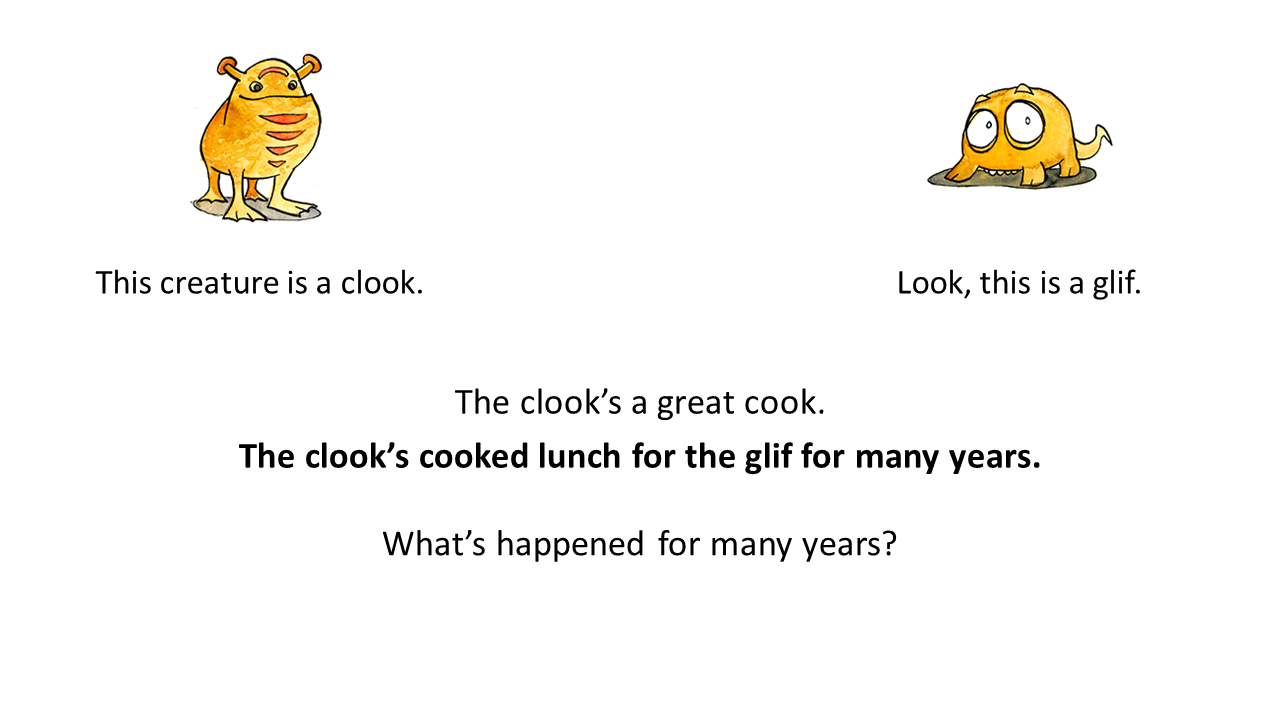 This creature is a clook.
Look, this is a glif.
The clook’s a great cook.
The clook’s cooked lunch for the glif for many years.
What’s happened for many years?